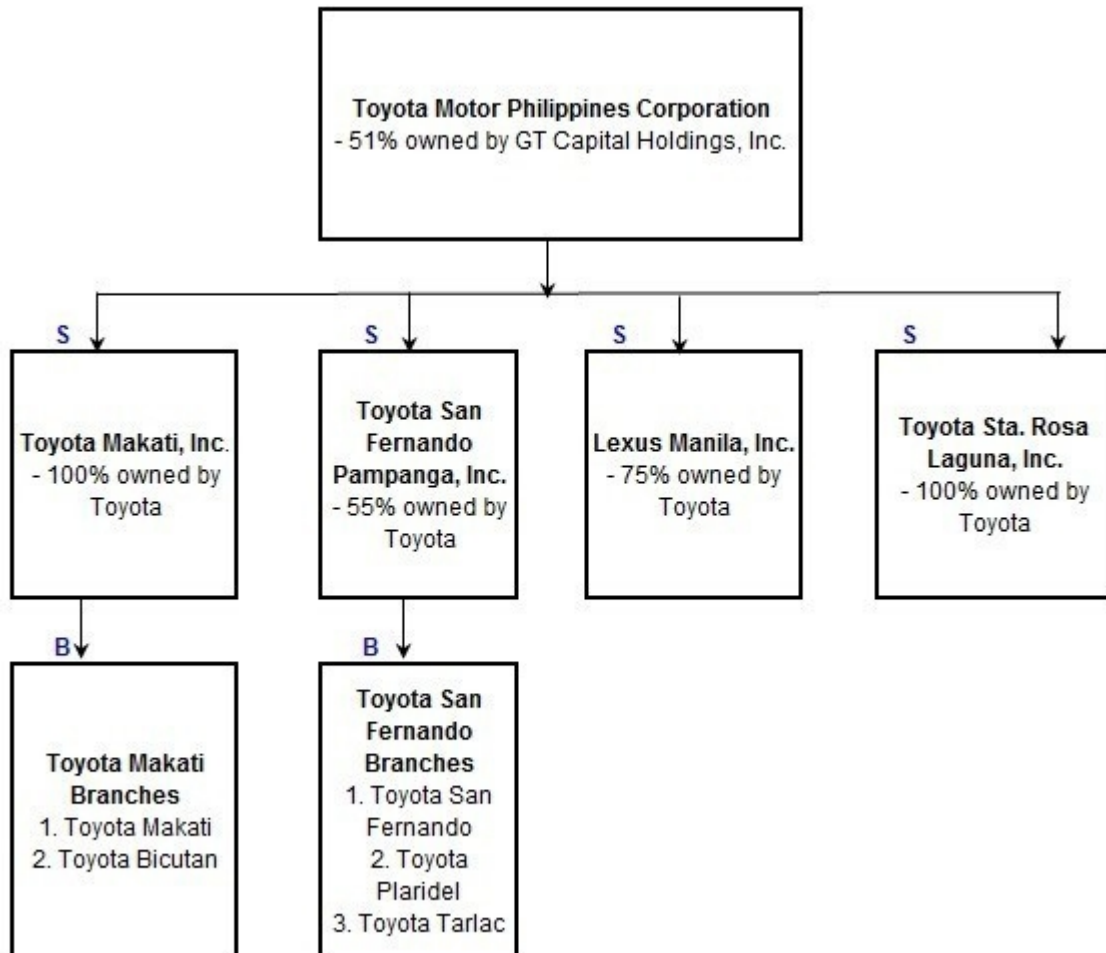 Toyota Motor Philippines Corporation
- 51% owned by GT Capital Holdings, Inc.
S
S
S
S
Toyota Makati, Inc.
- 100% owned by
Toyota
Toyota San
Fernando
Pampanga, Inc.
- 55% owned by
Toyota
Lexus Manila, Inc.
- 75% owned by
Toyota
Toyota Sta. Rosa
Laguna, Inc.
- 100% owned by
Toyota
B
B
Toyota Makati
Branches
1. Toyota Makati
2. Toyota Bicutan
Toyota San
Fernando
Branches
1. Toyota San
Fernando
2. Toyota
Plaridel
3. Toyota Tarlac